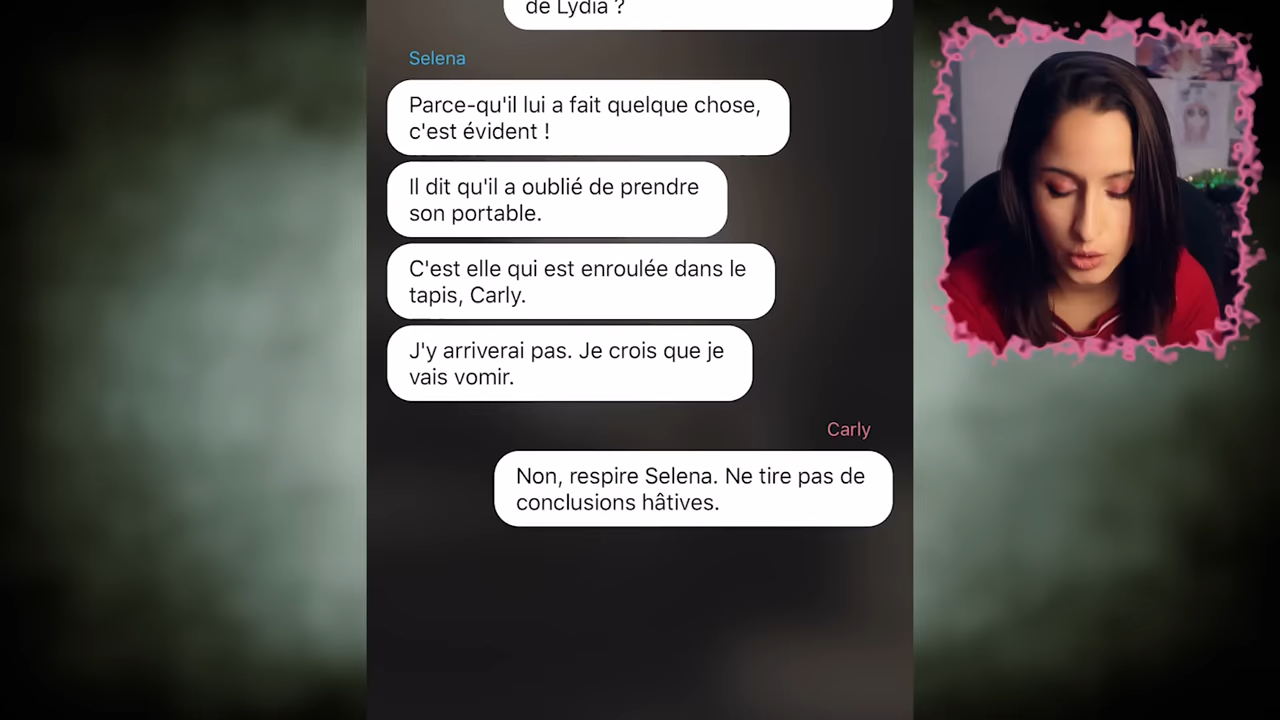 de Lydia ?
Selena
Parce-qu'il lui a fait quelque chose,
c'est évident !
Il dit qu'il a oublié de prendre
son portable.
C'est elle qui est enroulée dans le
tapis, Carly.
J'y arriverai pas. Je crois que je
vais vomir.
Carly
Non, respire Selena. Ne tire pas de
conclusions hâtives.